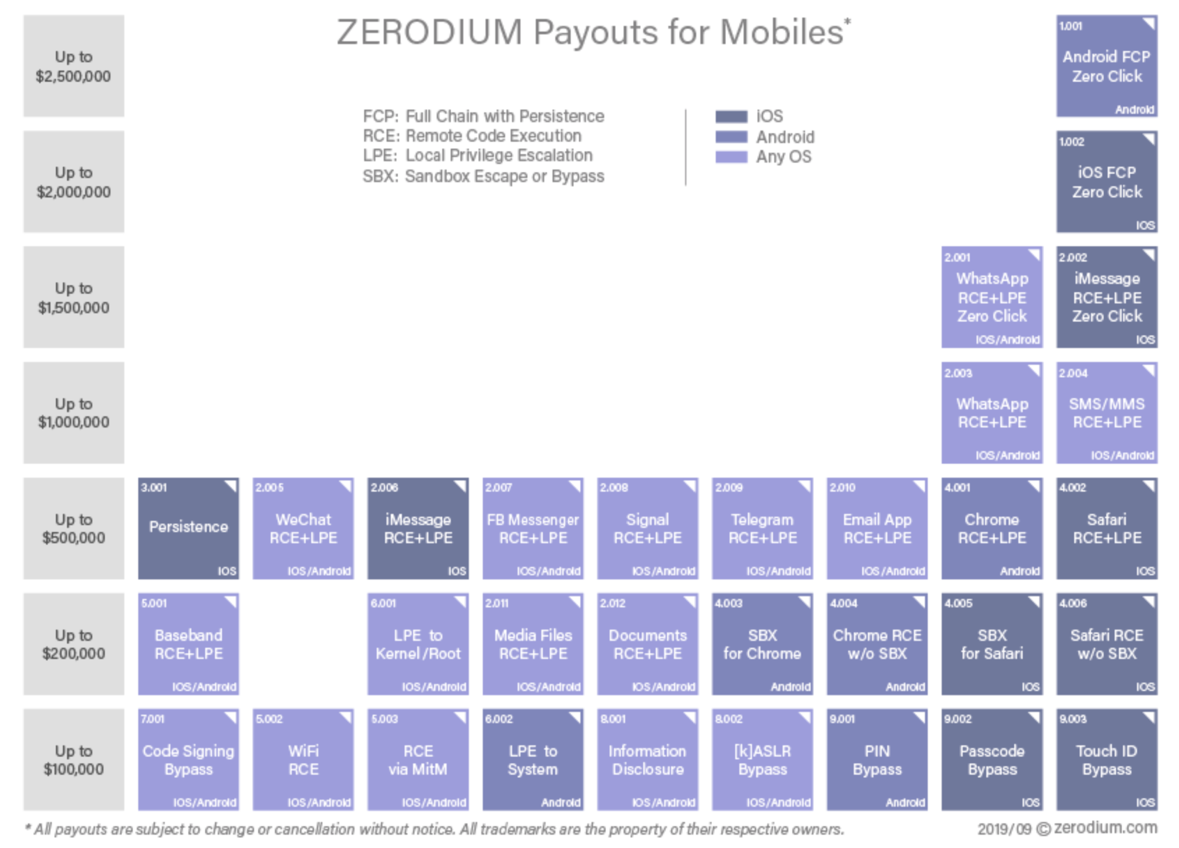 ZERODIUM Payouts for Mobiles*
FCP: Full Chain with Persistence
RCE: Remote Code Execution
LPE: Local Privilege Escalation
SBX: Sandbox Escape or Bypass
iOS
Android
Any OS
Up to
$2,500,000
1.001
Android FCP
Zero Click
Android
Up to
$2,000,000
1.002
iOS FCP
Zero Click
IOS
Up to
$1,500,000
2.001
WhatsApp
RCE+LPE
Zero Click
IOS/Android
2.002
iMessage
RCE+LPE
Zero Click
IOS
Up to
$1,000,000
2.003
WhatsApp
RCE+LPE
IOS/Android
2.004
SMS/MMS
RCE+LPE
IOS/Android
Up to
$500,000
3.001
Persistence
IOS
2.005
WeChat
RCE+LPE
IOS/Android
2.006
iMessage
RCE+LPE
IOS
2.007
FB Messenger
RCE+LPE
IOS/Android
2.008
Signal
RCE+LPE
IOS/Android
2.009
Telegram
RCE+LPE
IOS/Android
2.010
Email App
RCE+LPE
IOS/Android
4.001
Chrome
RCE+LPE
Android
4.002
Safari
RCE+LPE
IOS
Up to
$200,000
5.001
Baseband
RCE+LPE
IOS/Android
6.001
LPE to
Kernel/Root
IOS/Android
2.011
Media Files
RCE+LPE
IOS/Android
2.012
Documents
RCE+LPE
IOS/Android
4.003
SBX
for Chrome
Android
4.004
Chrome RCE
w/o SBX
Android
4.005
SBX
for Safari
IOS
4.006
Safari RCE
w/o SBX
IOS
Up to
$100,000
7.001
Code Signing
Bypass
IOS/Android
5.002
WiFi
RCE
IOS/Android
5.003
RCE
via MitM
IOS/Android
6.002
LPE to
System
Android
8.001
Information
Disclosure
IOS/Android
8.002
[k]ASLR
Bypass
IOS/Android
9.001
PIN
Bypass
Android
9.002
Passcode
Bypass
IOS
9.003
Touch ID
Bypass
IOS
* All payouts are subject to change or cancellation without notice. All trademarks are the property of their respective owners.
2019/09 © zerodium.com